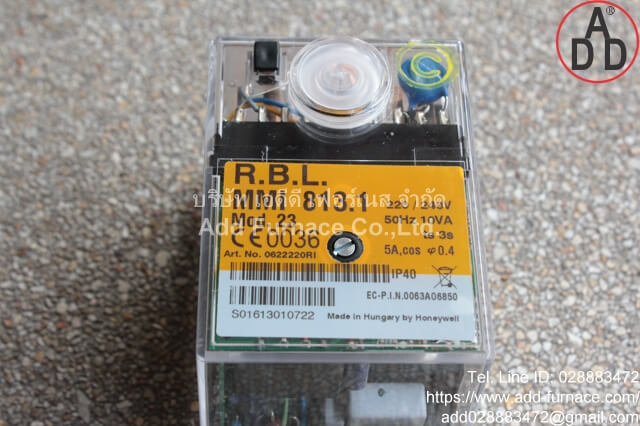 ADD
R.B.L.
MMI 813.1
Mod. 23
220 / 240V
50Hz 10VA
ts 3s
5A,cos φ0.4
CE 0036
Art. No. 0622220RI
IP40
EC-P.I.N.0063A06850
S01613010722
Made in Hungary by Honeywell
บริษัท เอดีดี เฟอร์เนส จำกัด
Add Furnace Co.,Ltd.
Tel. Line ID: 028883472
https://www.add-furnace.com/
add028883472@gmail.com